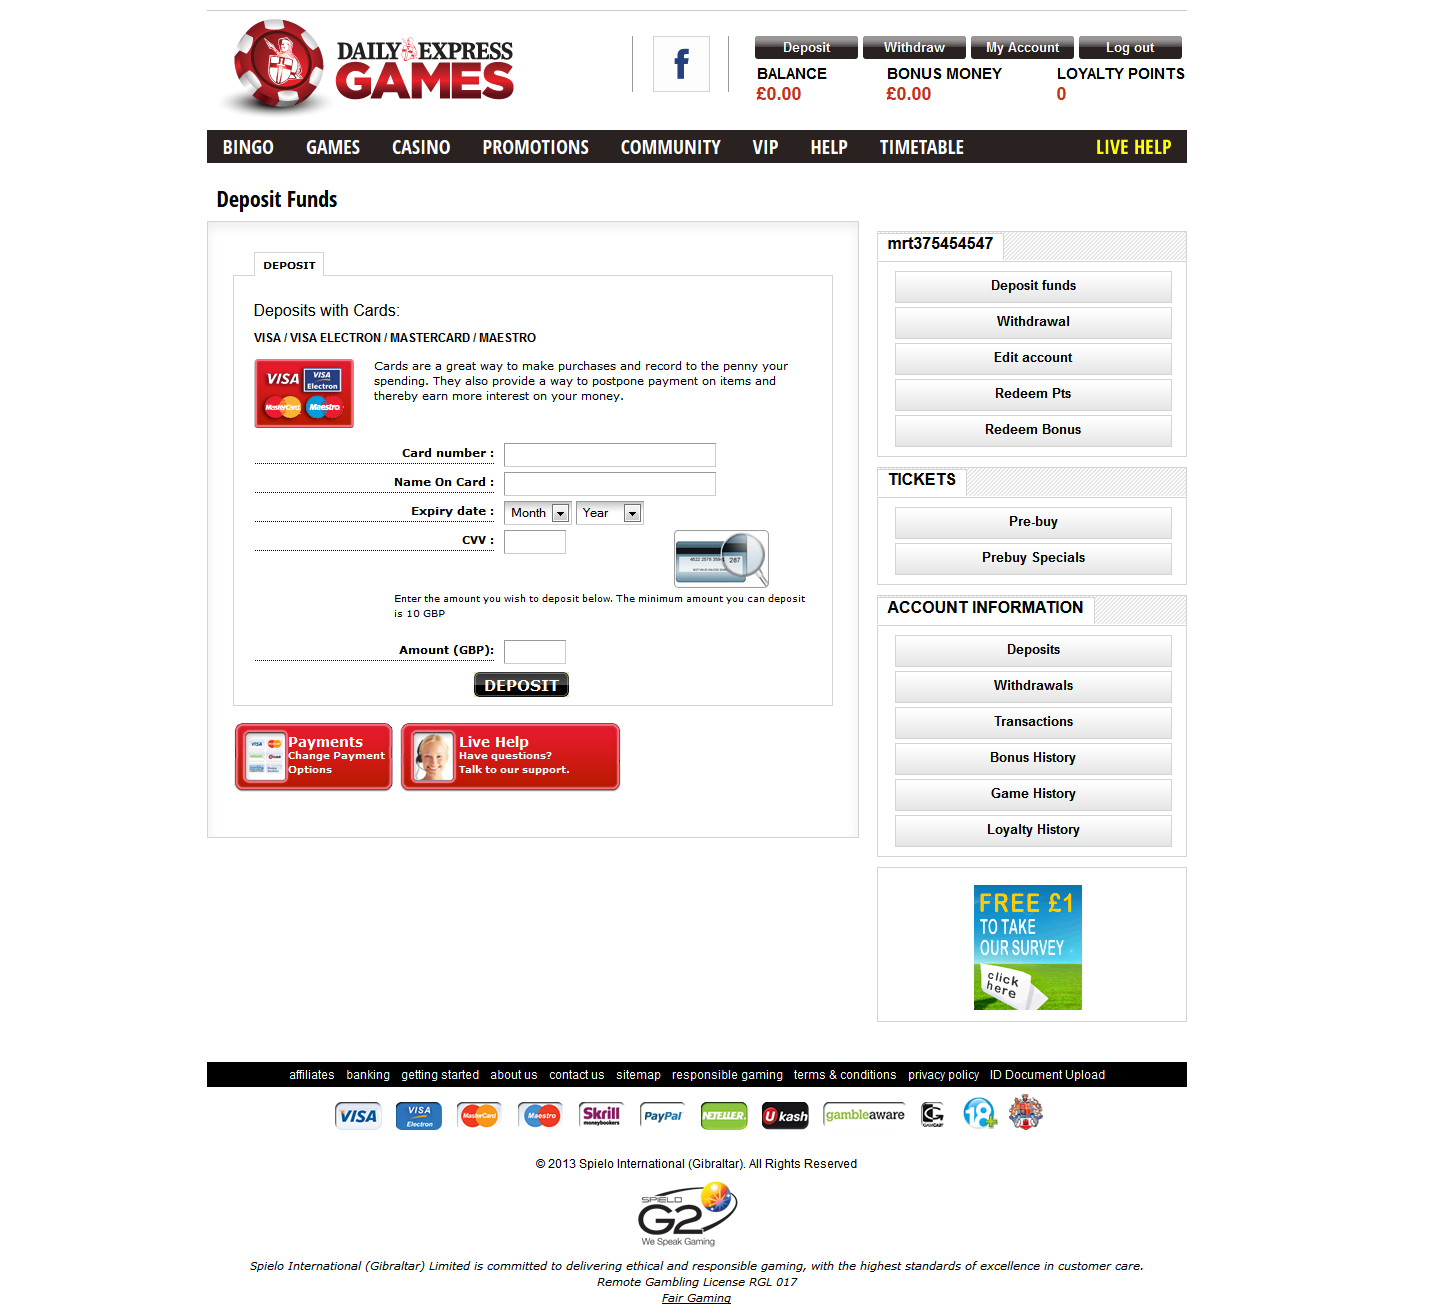 DAILY EXPRESS
GAMES
f
Deposit Withdraw My Account Log out
BALANCE BONUS MONEY LOYALTY POINTS
£0.00 £0.00 0
BINGO GAMES CASINO PROMOTIONS COMMUNITY VIP HELP TIMETABLE LIVE HELP
Deposit Funds
DEPOSIT
Deposits with Cards:
VISA / VISA ELECTRON / MASTERCARD / MAESTRO
VISA VISA Electron
MasterCard Maestro
Cards are a great way to make purchases and record to the penny your
spending. They also provide a way to postpone payment on items and
thereby earn more interest on your money.
Card number :
Name On Card :
Expiry date : Month Year
CVV :
287
Enter the amount you wish to deposit below. The minimum amount you can deposit
is 10 GBP
Amount (GBP):
DEPOSIT
Payments
Change Payment
Options
Live Help
Have questions?
Talk to our support.
mrt375454547
Deposit funds
Withdrawal
Edit account
Redeem Pts
Redeem Bonus
TICKETS
Pre-buy
Prebuy Specials
ACCOUNT INFORMATION
Deposits
Withdrawals
Transactions
Bonus History
Game History
Loyalty History
FREE £1
TO TAKE
OUR SURVEY
click
here
affiliates banking getting started about us contact us sitemap responsible gaming terms & conditions privacy policy ID Document Upload
VISA VISA Electron MasterCard Maestro Skrill moneybookers PayPal NETELLER. Ukash gambleaware G GAMCARE 18+
© 2013 Spielo International (Gibraltar). All Rights Reserved
SPIELO
G2
We Speak Gaming
Spielo International (Gibraltar) Limited is committed to delivering ethical and responsible gaming, with the highest standards of excellence in customer care.
Remote Gambling License RGL 017
Fair Gaming